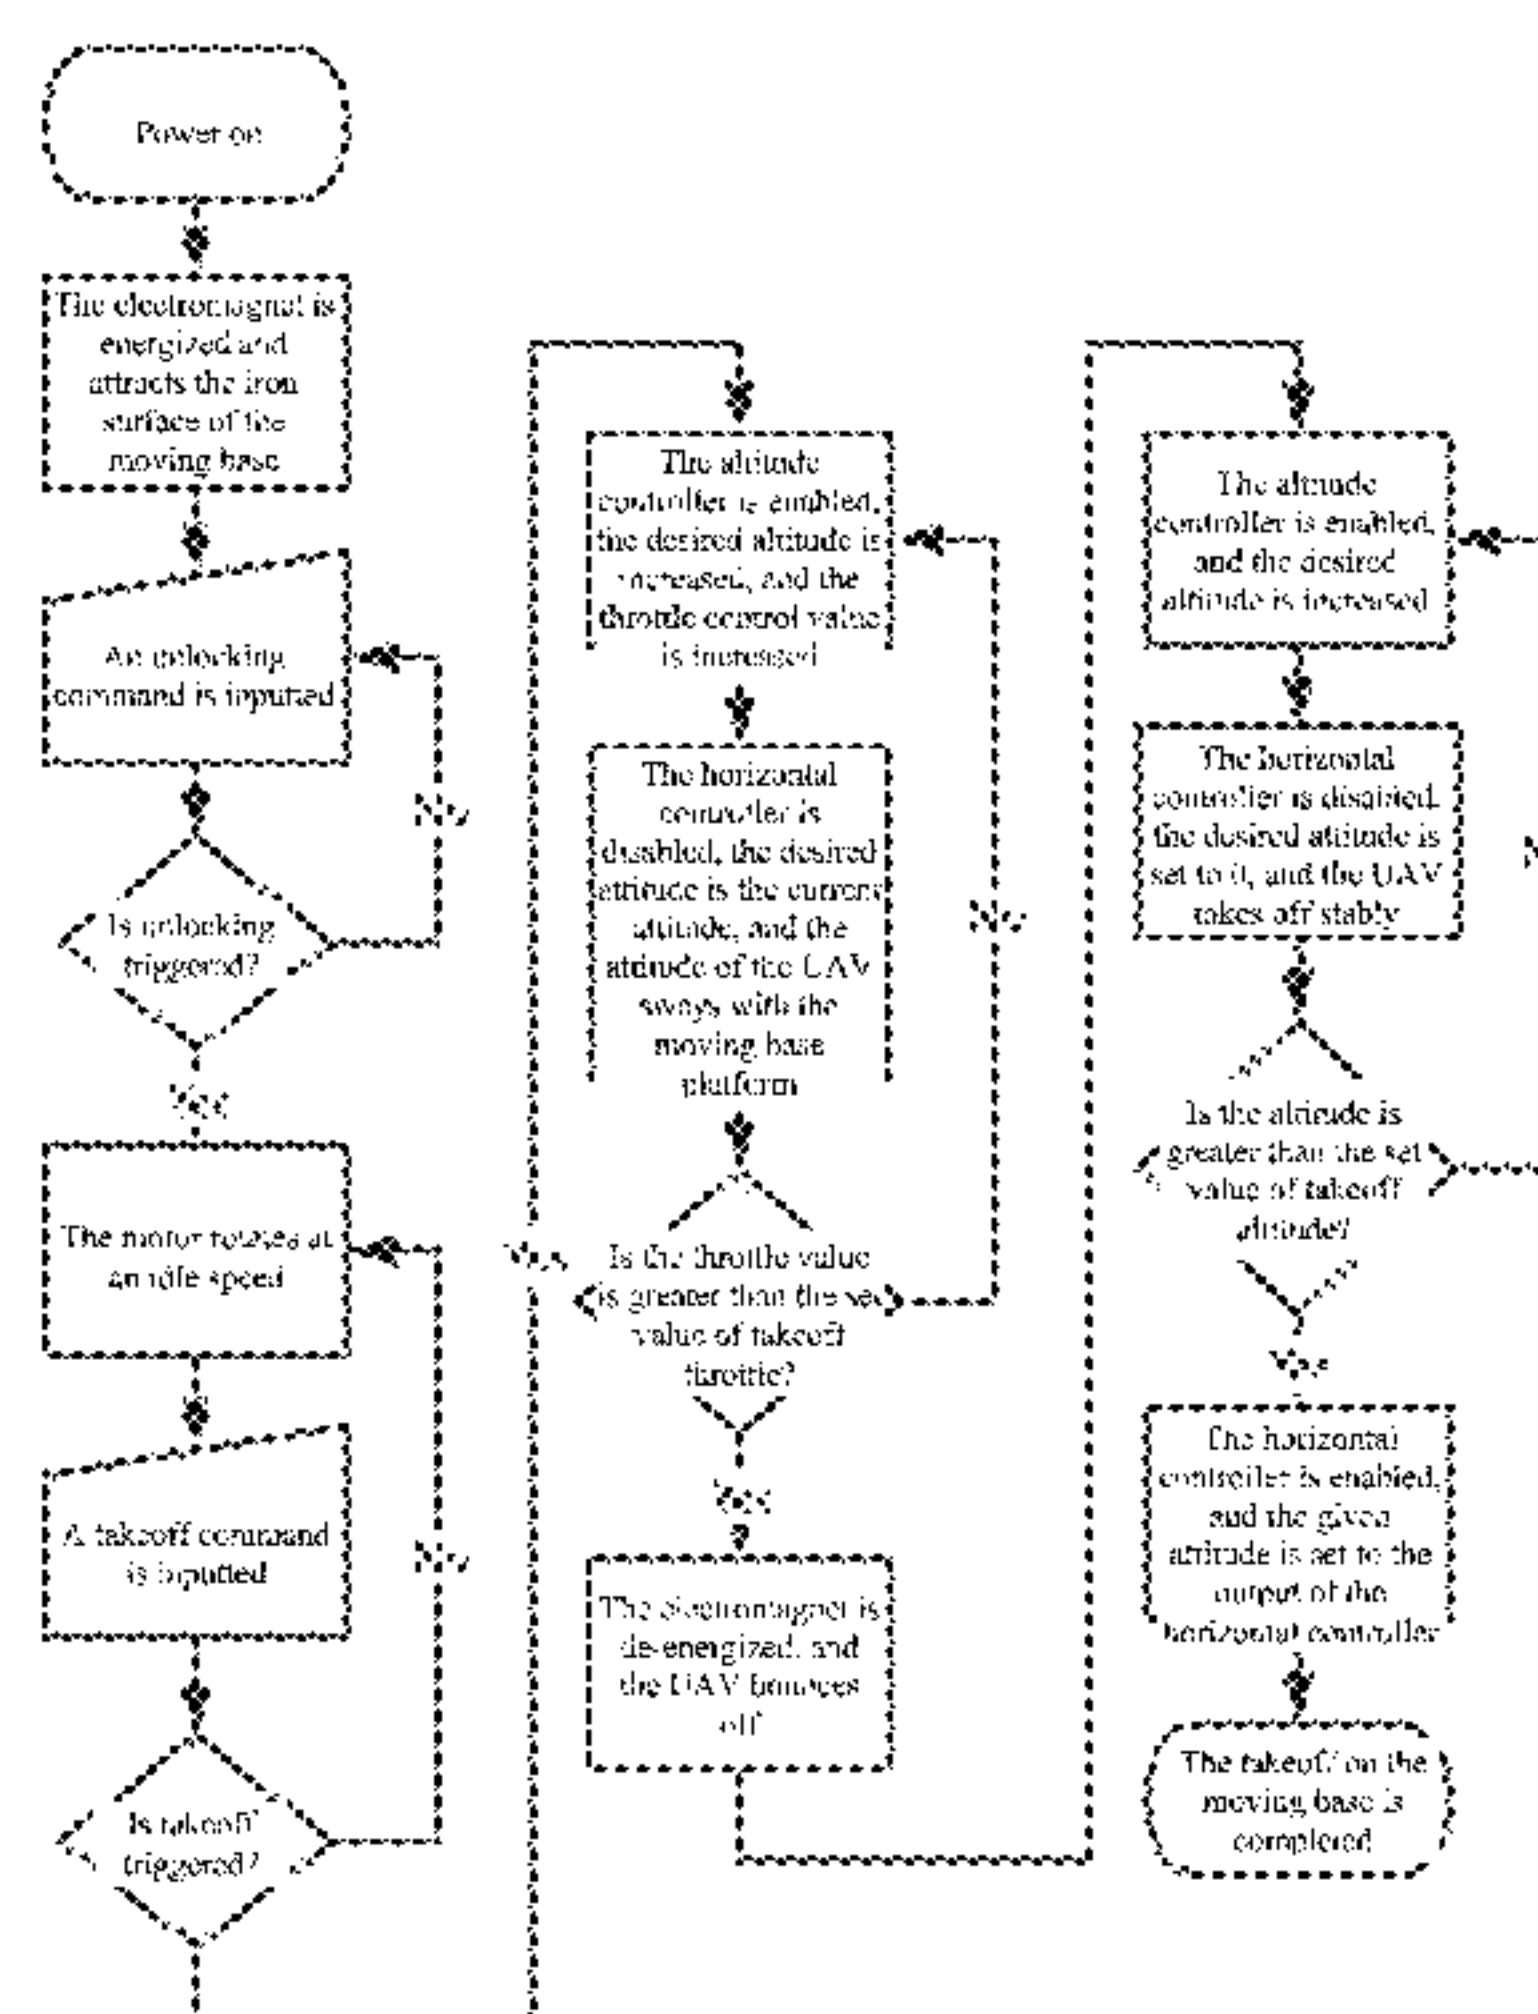 Power on
The electromagnet is
energized and
attracts the iron
surface of the
moving base
An unlocking
command is inputted
No
Is unlocking
triggered?
Yes
The motor rotates at
an idle speed
A takeoff command
is inputted
No
Is takeoff
triggered?
Yes
The altitude
controller is enabled,
the desired altitude is
increased, and the
throttle control value
is increased
The horizontal
controller is
disabled, the desired
attitude is the current
attitude, and the
attitude of the UAV
sways with the
moving base
platform
No
Is the throttle value
is greater than the set
value of takeoff
throttle?
Yes
The electromagnet is
de-energized, and
the UAV bounces
off
The altitude
controller is enabled,
and the desired
altitude is increased
The horizontal
controller is disabled,
the desired attitude is
set to 0, and the UAV
takes off stably
Is the altitude is
greater than the set
value of takeoff
altitude?
Yes
The horizontal
controller is enabled,
and the given
attitude is set to the
output of the
horizontal controller
The takeoff on the
moving base is
completed